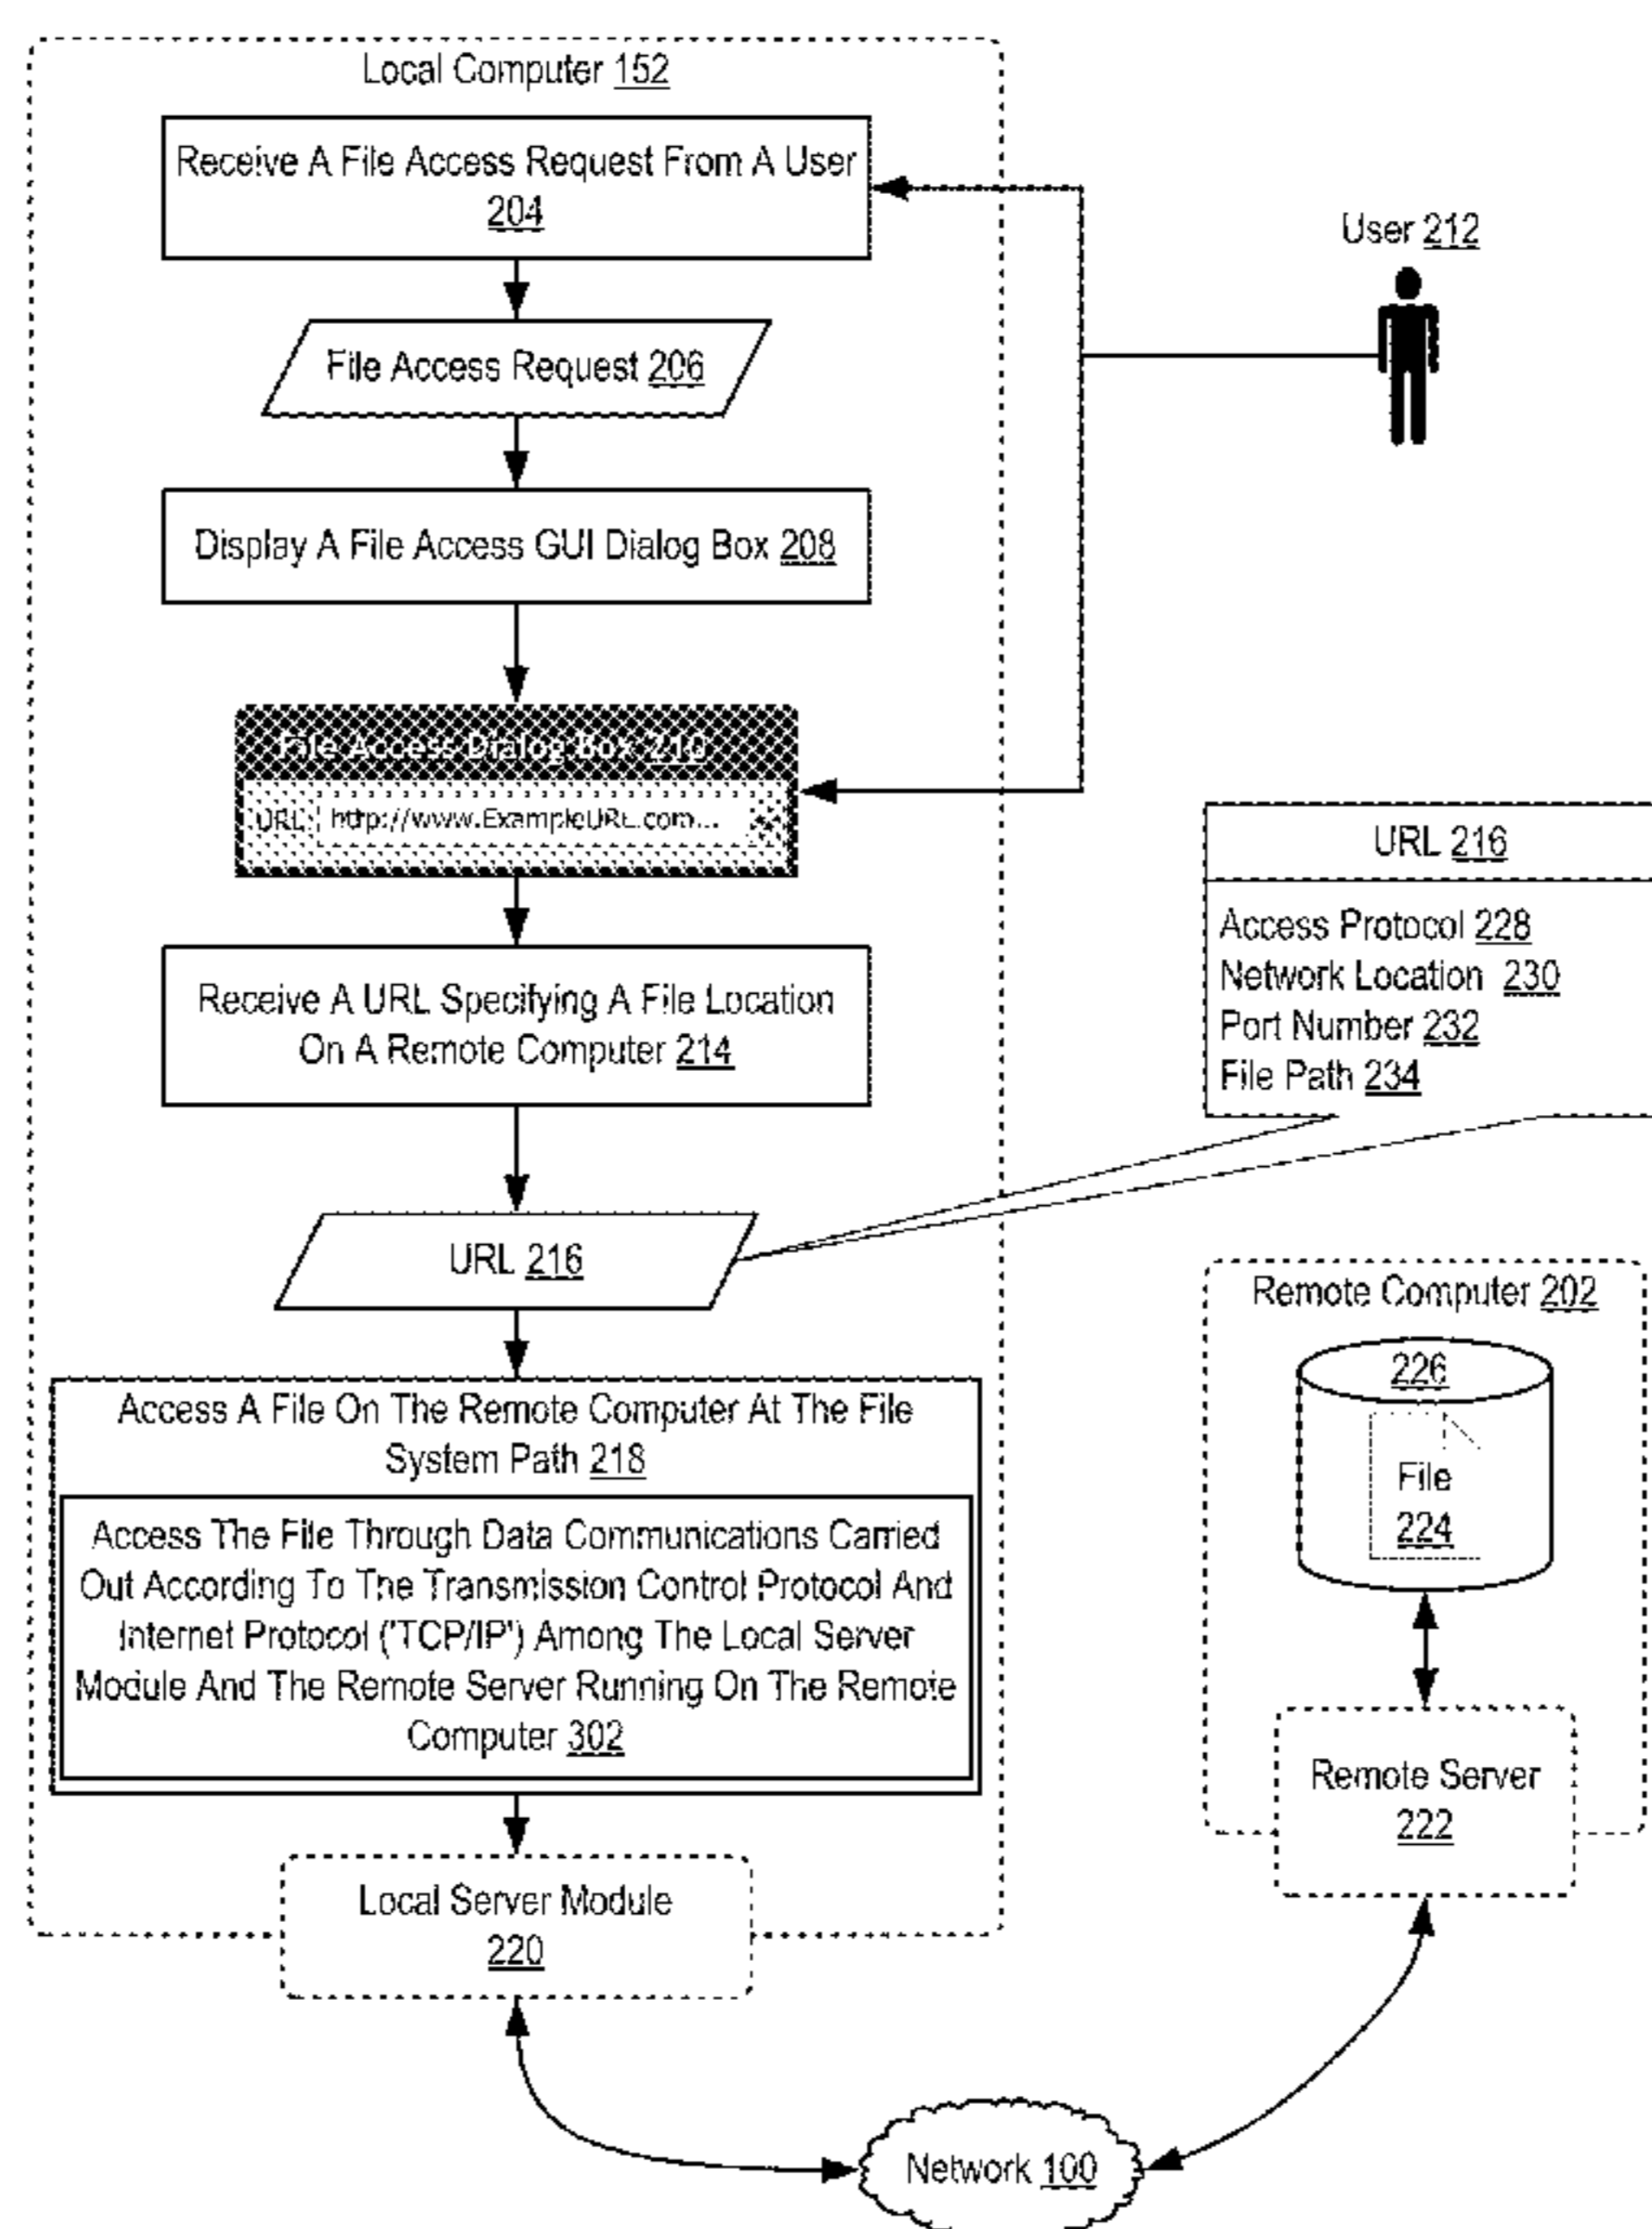 Local Computer 152
Receive A File Access Request From A User
204
User 212
File Access Request 206
Display A File Access GUI Dialog Box 208
File Access Dialog Box 210
URL: http://www.ExampleURL.com...
URL 216
Access Protocol 228
Network Location 230
Port Number 232
File Path 234
Receive A URL Specifying A File Location
On A Remote Computer 214
URL 216
Remote Computer 202
226
File
224
Access A File On The Remote Computer At The File
System Path 218
Access The File Through Data Communications Carried
Out According To The Transmission Control Protocol And
Internet Protocol ('TCP/IP') Among The Local Server
Module And The Remote Server Running On The Remote
Computer 302
Remote Server
222
Local Server Module
220
Network 100